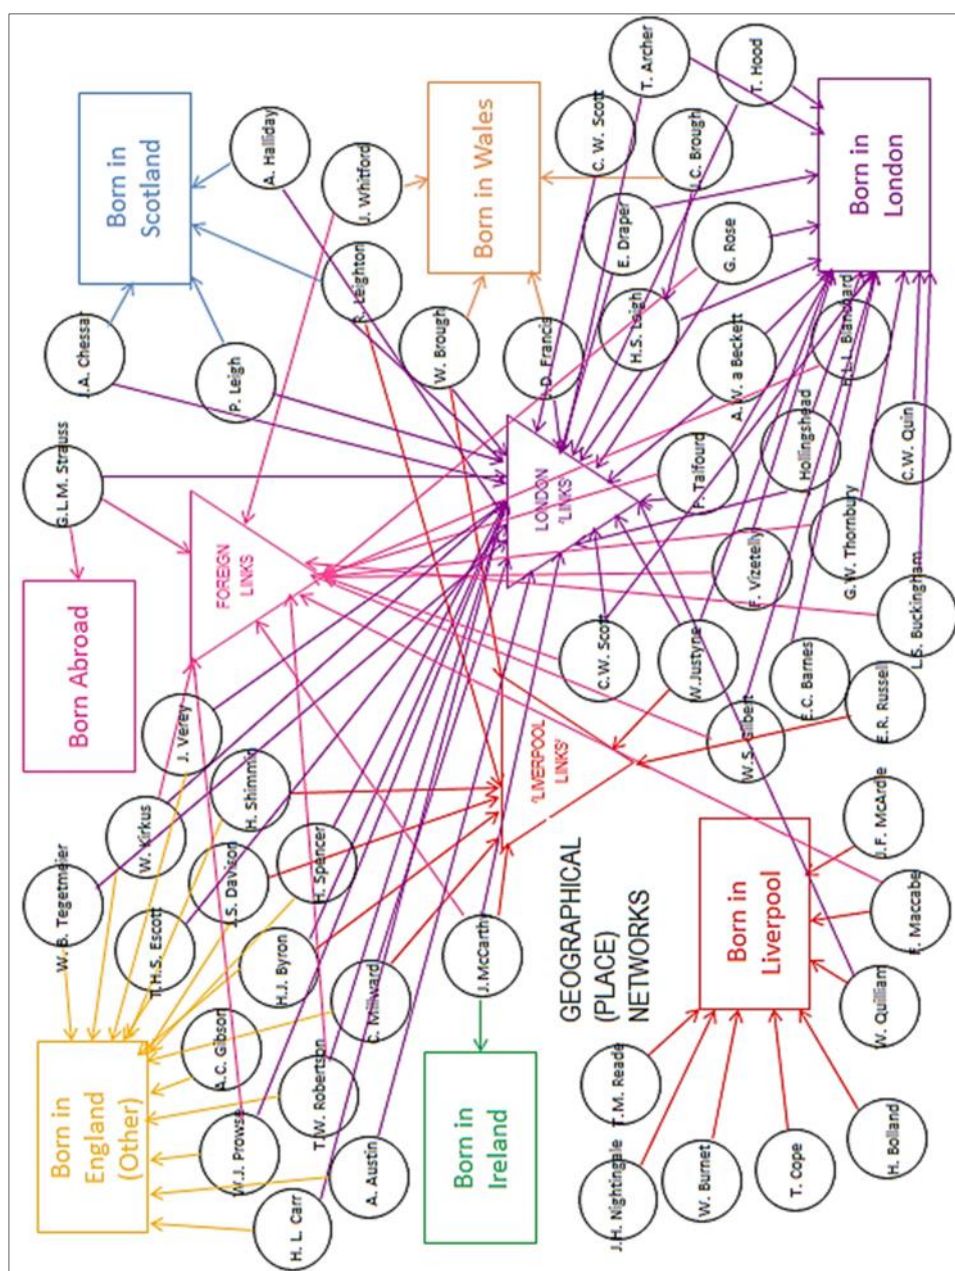 Born in
England
(Other)
Born Abroad
Born in
Scotland
W. B. Tegetmeier
G.L.M. Strauss
J.A. Chessar
W. Kirkus
T.H.S. Escott
J. Verey
A.C. Gibson
J.S. Davison
H. Shimmin
P. Leigh
A. Halliday
W.J. Prowse
H.J. Byron
FOREIGN
LINKS
H. L. Carr
T.W. Robertson
H. Spencer
J. Whitford
A. Austin
C. Millward
R. Leighton
Born in
Ireland
J.McCarthy
W. Brough
Born in Wales
'LIVERPOOL
LINKS'
LONDON
'LINKS'
D. Francis
GEOGRAPHICAL
(PLACE)
NETWORKS
C.W. Scott
C. W. Scott
J.H. Nightingale
T.M. Reade
H.S. Leigh
E. Draper
T. Archer
W. Burnet
W.Justyne
P. Talfourd
J.C. Brough
Born in
Liverpool
W.S. Gilbert
F. Vizetelly
A.W. a Beckett
G. Rose
T. Hood
T. Cope
E.C. Barnes
Hollingshead
H. Bolland
W. Quilliam
J.F. McArdle
E.R. Russell
G.W. Thornbury
Blanchard
Born in
London
F. Maccabe
L.S. Buckingham
C.W. Quin